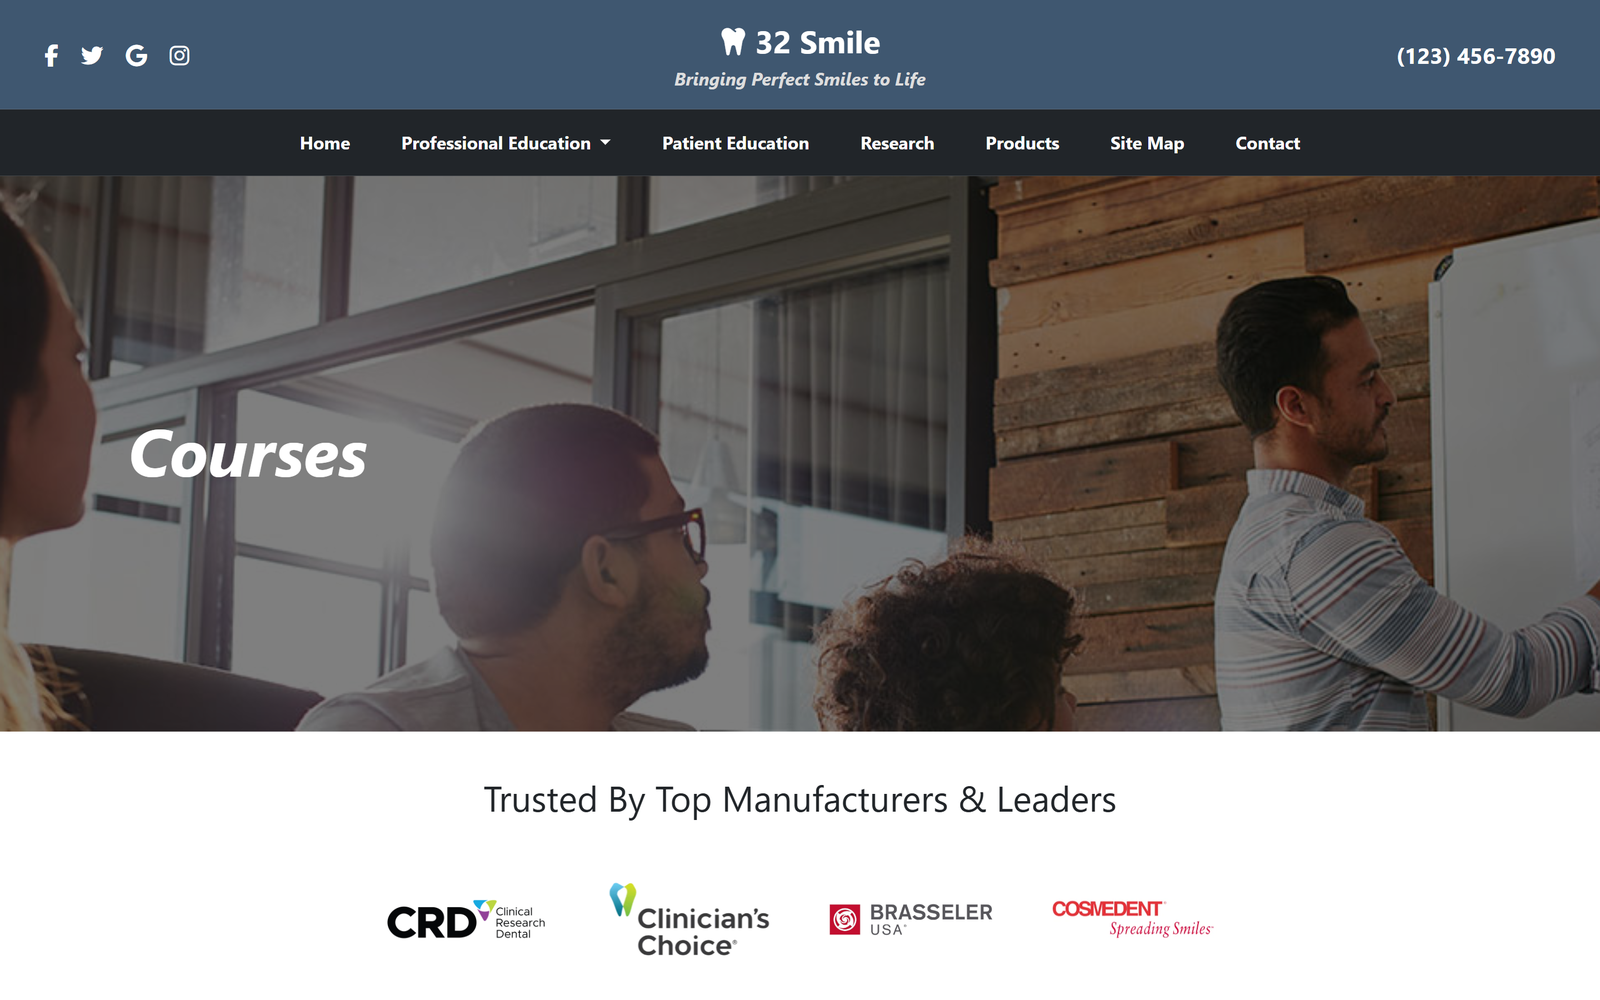 32 Smile
Bringing Perfect Smiles to Life
(123) 456-7890
Home
Professional Education
Patient Education
Research
Products
Site Map
Contact
Courses
Trusted By Top Manufacturers & Leaders
CRD Clinical
Research
Dental
Clinician's
Choice®
BRASSELER
USA®
COSMEDENT
Spreading Smiles